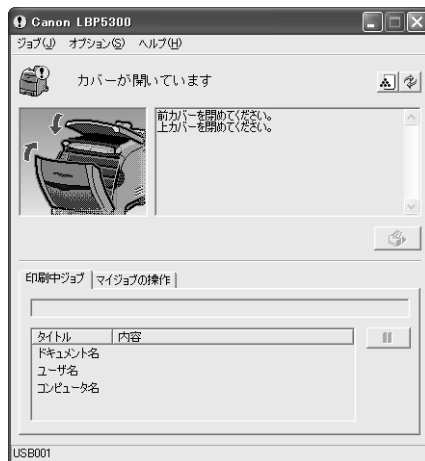 Canon LBP5300
ジョブ(J) オプション(S) ヘルプ(H)
カバーが開いています
前カバーを閉めてください。
上カバーを閉めてください。
印刷中ジョブ マイジョブの操作
タイトル 内容
ドキュメント名
ユーザ名
コンピュータ名
USB001